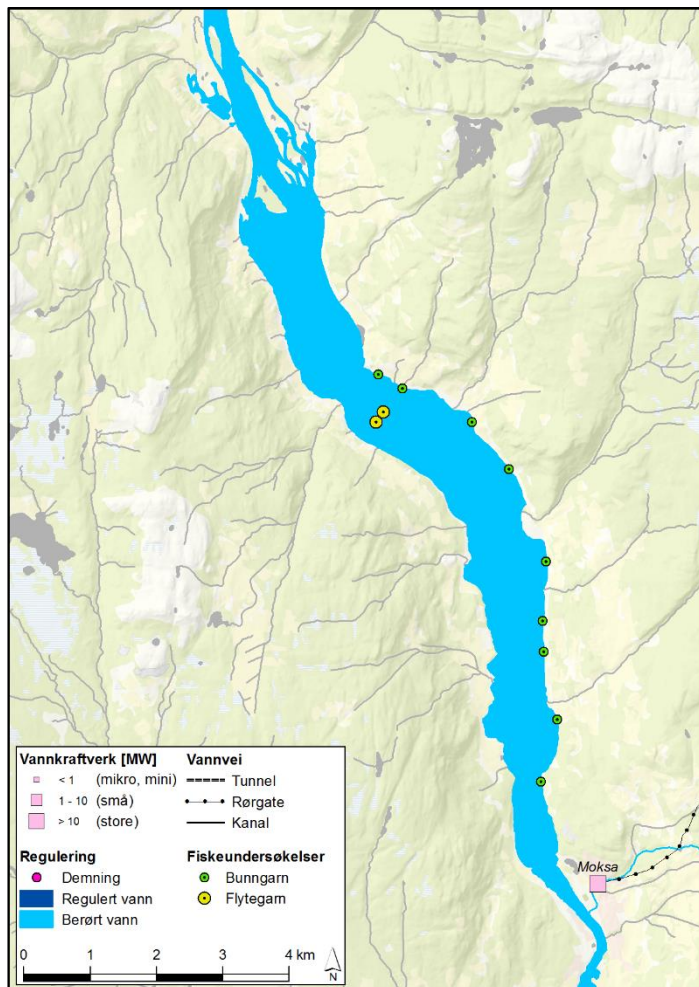 Moksa
Vannkraftverk [MW]
< 1 (mikro, mini)
1 - 10 (små)
> 10 (store)
Vannvei
Tunnel
Rørgate
Kanal
Regulering
Demning
Regulert vann
Berørt vann
Fiskeundersøkelser
Bunngarn
Flytegarn
0 1 2 3 4 km
N